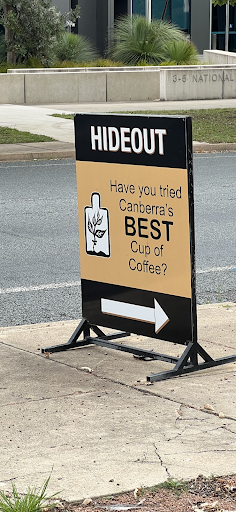 3-5 NATIONAL
HIDEOUT
Have you tried
Canberra's
BEST
Cup of
Coffee?